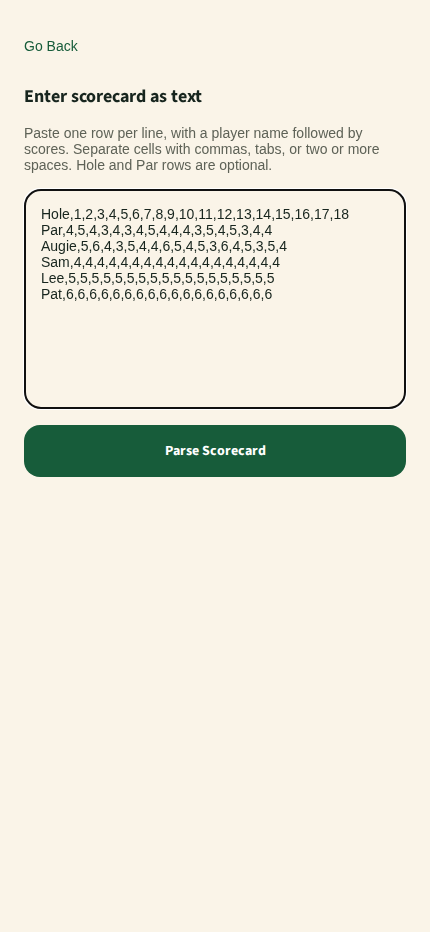 Go Back
Enter scorecard as text
Paste one row per line, with a player name followed by
scores. Separate cells with commas, tabs, or two or more
spaces. Hole and Par rows are optional.
Hole,1,2,3,4,5,6,7,8,9,10,11,12,13,14,15,16,17,18
Par,4,5,4,3,4,3,4,5,4,4,4,3,5,4,5,3,4,4
Augie,5,6,4,3,5,4,4,6,5,4,5,3,6,4,5,3,5,4
Sam,4,4,4,4,4,4,4,4,4,4,4,4,4,4,4,4,4,4
Lee,5,5,5,5,5,5,5,5,5,5,5,5,5,5,5,5,5,5
Pat,6,6,6,6,6,6,6,6,6,6,6,6,6,6,6,6,6,6
Parse Scorecard